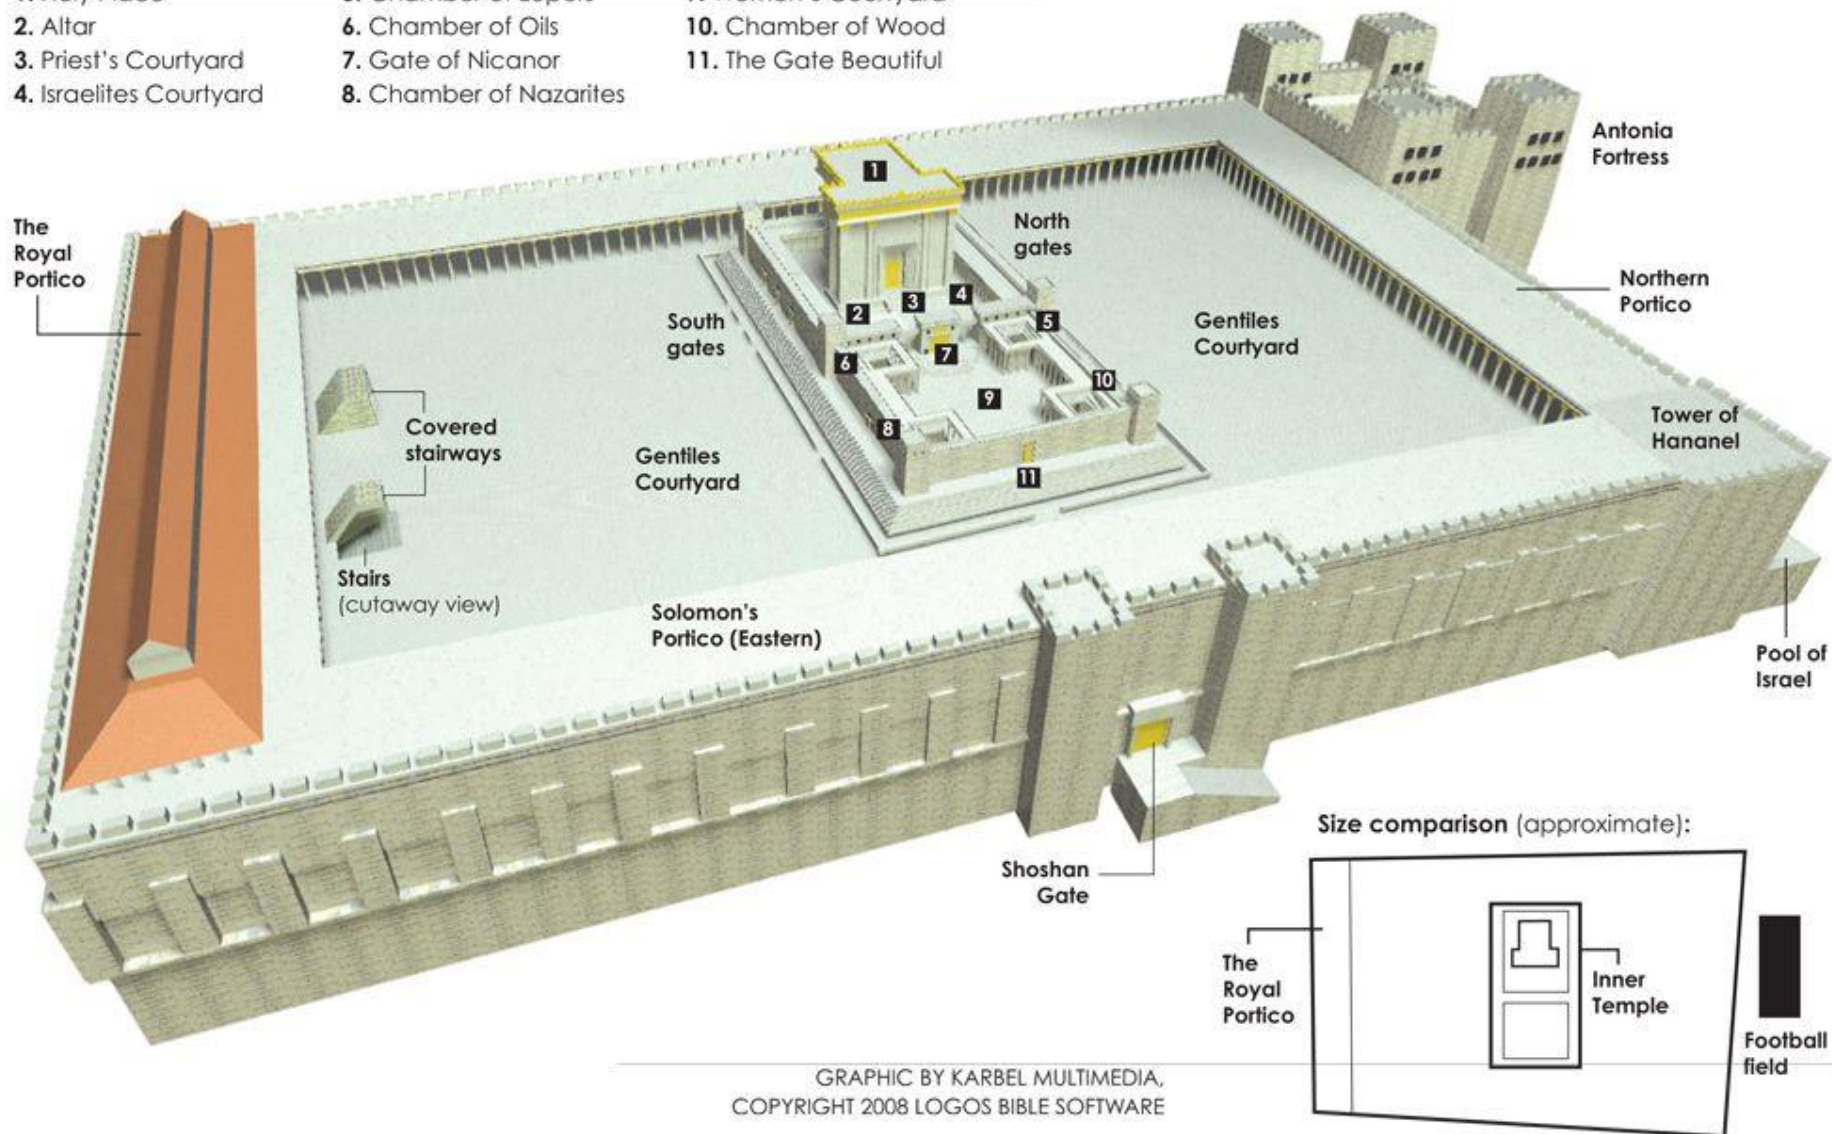 2. Altar
3. Priest's Courtyard
4. Israelites Courtyard
6. Chamber of Oils
7. Gate of Nicanor
8. Chamber of Nazarites
10. Chamber of Wood
11. The Gate Beautiful
Antonia
Fortress
1
The
Royal
Portico
North
gates
Northern
Portico
South
gates
2
3
4
5
6
7
Gentiles
Courtyard
8
9
10
11
Covered
stairways
Gentiles
Courtyard
Tower of
Hananel
Stairs
(cutaway view)
Solomon's
Portico (Eastern)
Pool of
Israel
Shoshan
Gate
Size comparison (approximate):
The
Royal
Portico
Inner
Temple
Football
field
GRAPHIC BY KARBEL MULTIMEDIA,
COPYRIGHT 2008 LOGOS BIBLE SOFTWARE